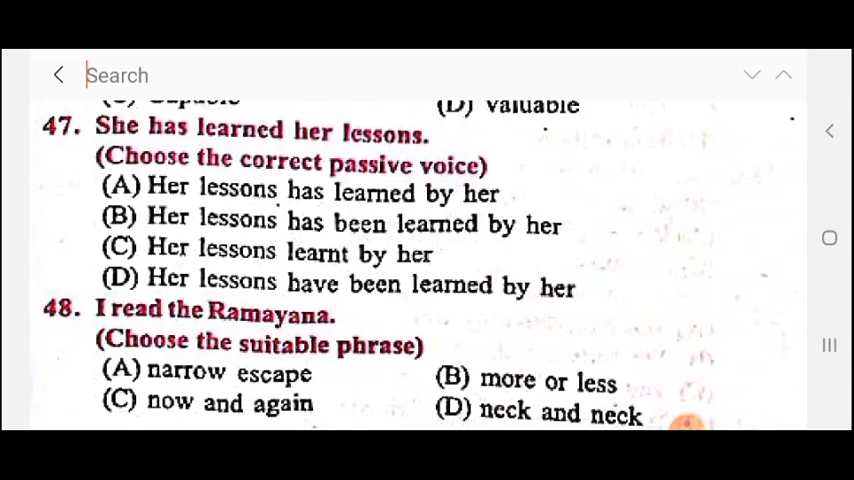 Search
(D) valuable
47. She has learned her lessons.
(Choose the correct passive voice)
(A) Her lessons has learned by her
(B) Her lessons has been learned by her
(C) Her lessons learnt by her
(D) Her lessons have been learned by her
48. I read the Ramayana.
(Choose the suitable phrase)
(A) narrow escape (B) more or less
(C) now and again (D) neck and neck